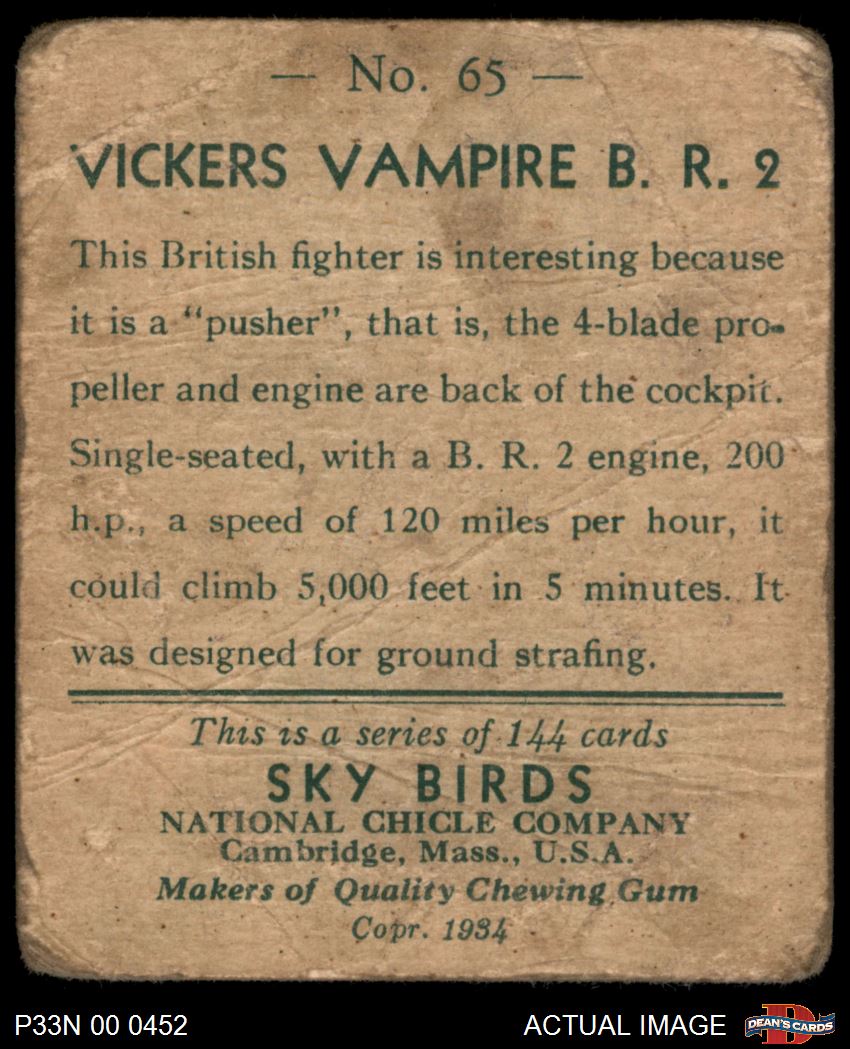 — No. 65 —
VICKERS VAMPIRE B. R. 2
This British fighter is interesting because
it is a "pusher", that is, the 4-blade pro-
peller and engine are back of the cockpit.
Single-seated, with a B. R. 2 engine, 200
h.p., a speed of 120 miles per hour, it
could climb 5,000 feet in 5 minutes. It
was designed for ground strafing.
This is a series of 144 cards
SKY BIRDS
NATIONAL CHICLE COMPANY
Cambridge, Mass., U.S.A.
Makers of Quality Chewing Gum
Copr. 1934
P33N 00 0452
ACTUAL IMAGE
D
DEAN'S CARDS